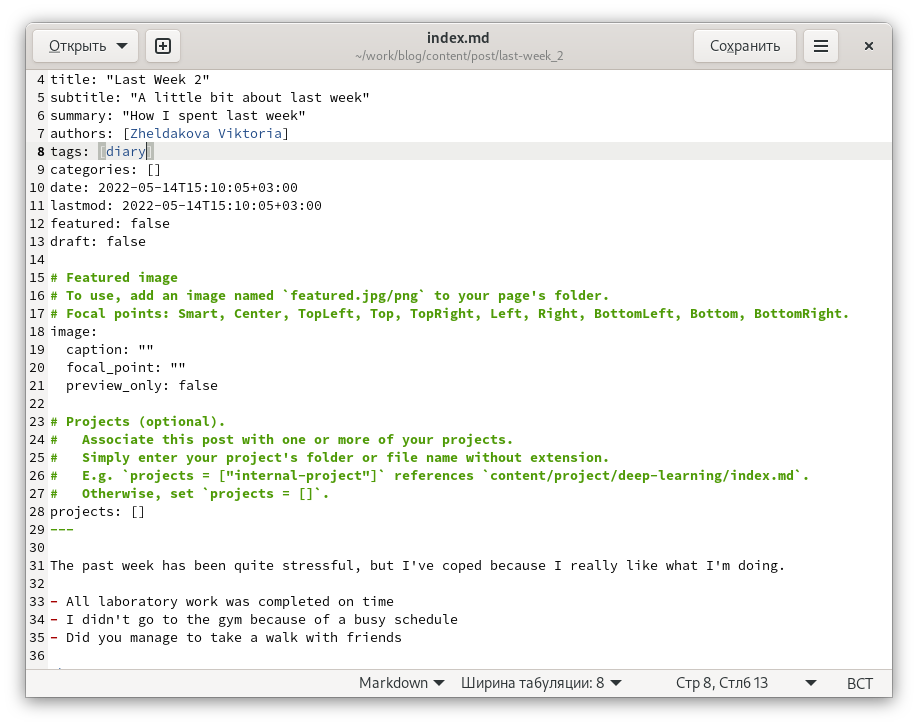 Открыть
index.md
~/work/blog/content/post/last-week_2
Сохранить
4 title: "Last Week 2"
5 subtitle: "A little bit about last week"
6 summary: "How I spent last week"
7 authors: [Zheldakova Viktoria]
8 tags: [diary]
9 categories: []
10 date: 2022-05-14T15:10:05+03:00
11 lastmod: 2022-05-14T15:10:05+03:00
12 featured: false
13 draft: false
14
15 # Featured image
16 # To use, add an image named `featured.jpg/png` to your page's folder.
17 # Focal points: Smart, Center, TopLeft, Top, TopRight, Left, Right, BottomLeft, Bottom, BottomRight.
18 image:
19   caption: ""
20   focal_point: ""
21   preview_only: false
22
23 # Projects (optional).
24 #   Associate this post with one or more of your projects.
25 #   Simply enter your project's folder or file name without extension.
26 #   E.g. `projects = ["internal-project"]` references `content/project/deep-learning/index.md`.
27 #   Otherwise, set `projects = []`.
28 projects: []
29 ---
30
31 The past week has been quite stressful, but I've coped because I really like what I'm doing.
32
33 - All laboratory work was completed on time
34 - I didn't go to the gym because of a busy schedule
35 - Did you manage to take a walk with friends
36
Markdown
Ширина табуляции: 8
Стр 8, Стлб 13
ВСТ